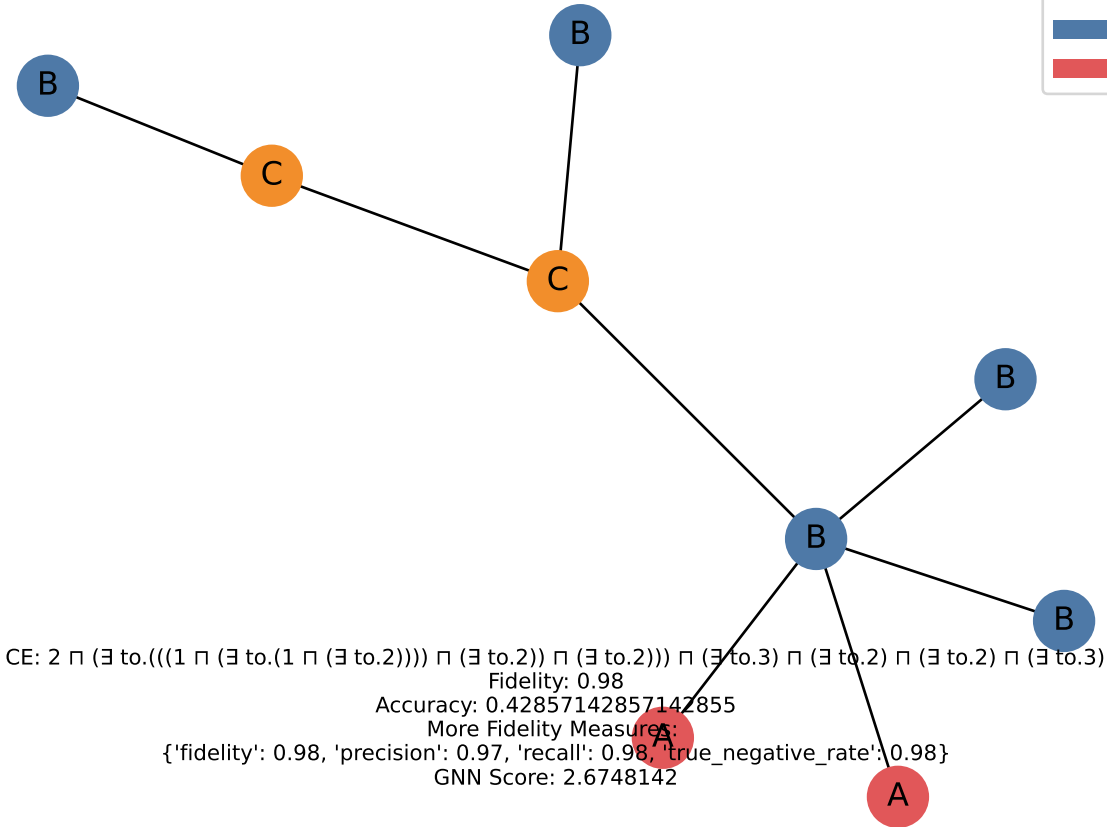 B
B
C
C
B
B
B
CE: 2 ⊓ (∃ to.(((1 ⊓ (∃ to.(1 ⊓ (∃ to.2)))) ⊓ (∃ to.2)) ⊓ (∃ to.2))) ⊓ (∃ to.3) ⊓ (∃ to.2) ⊓ (∃ to.2) ⊓ (∃ to.3)
Fidelity: 0.98
Accuracy: 0.42857142857142855
More Fidelity Measures:
A
{'fidelity': 0.98, 'precision': 0.97, 'recall': 0.98, 'true_negative_rate': 0.98}
GNN Score: 2.6748142
A